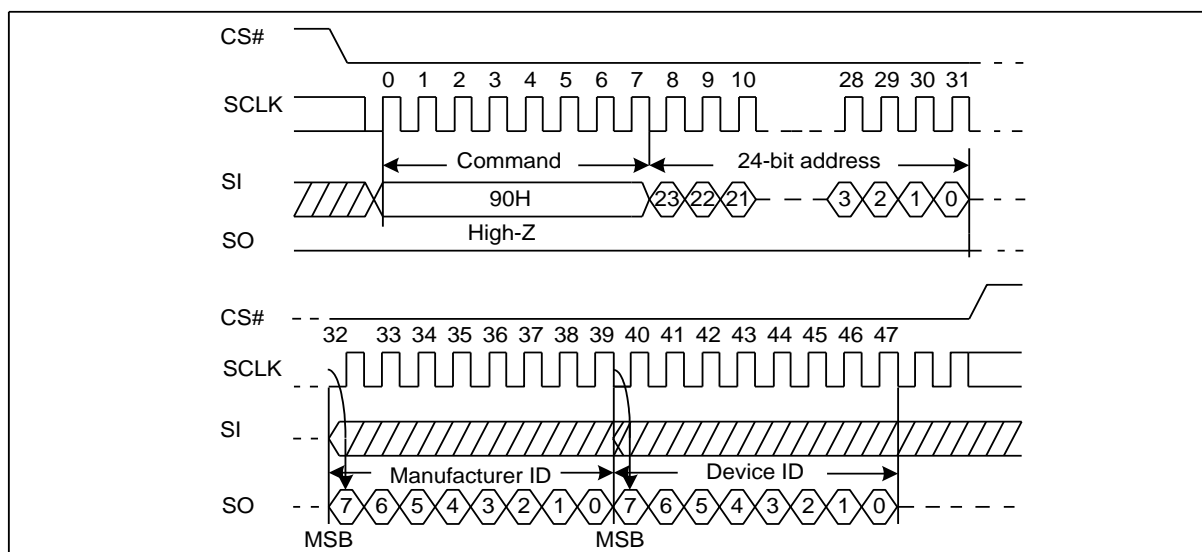 CS#
0 1 2 3 4 5 6 7 8 9 10 28 29 30 31
SCLK
Command 24-bit address
SI
90H 23 22 21 3 2 1 0
High-Z
SO
CS#
32 33 34 35 36 37 38 39 40 41 42 43 44 45 46 47
SCLK
SI
Manufacturer ID Device ID
SO
7 6 5 4 3 2 1 0 7 6 5 4 3 2 1 0
MSB MSB